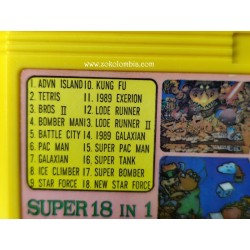 www.zokolombia.com
1. ADVN ISLAND 10. KUNG FU
2. TETRIS 11. 1989 EXERION
3. BROS II 12. LODE RUNNER
4. BOMBER MAN 13. LODE RUNNER II
5. BATTLE CITY 14. 1989 GALAXIAN
6. PAC MAN 15. SUPER PAC MAN
7. GALAXIAN 16. SUPER TANK
8. ICE CLIMBER 17. SUPER BOMBER
9. STAR FORCE 18. NEW STAR FORCE
SUPER 18 IN 1